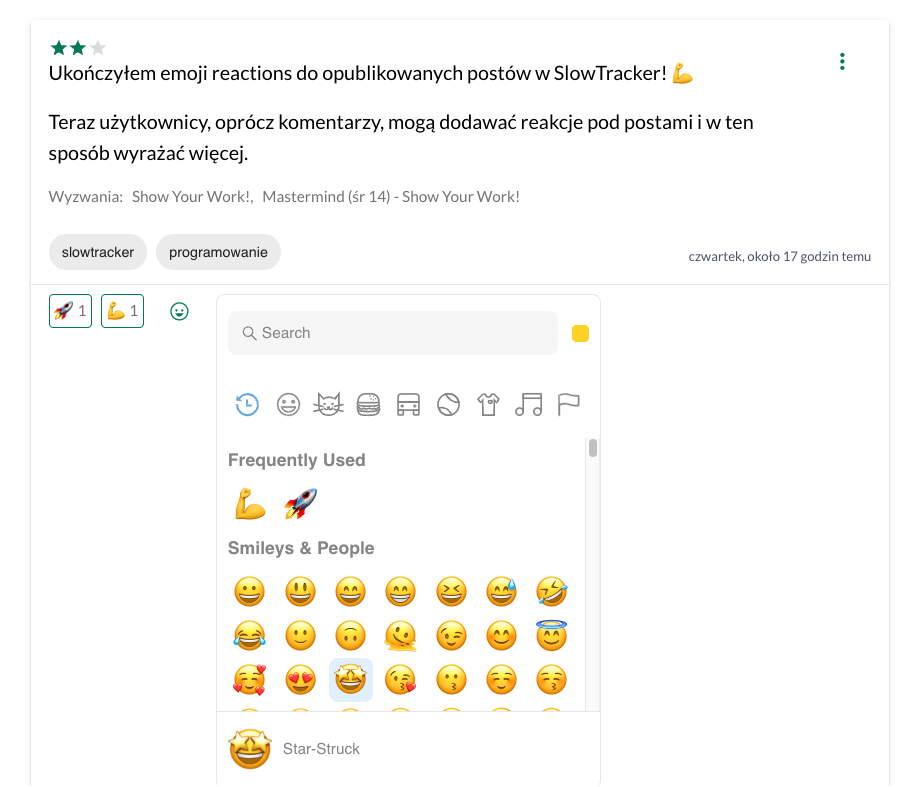 Ukończyłem emoji reactions do opublikowanych postów w SlowTracker! 💪
Teraz użytkownicy, oprócz komentarzy, mogą dodawać reakcje pod postami i w ten
sposób wyrażać więcej.
Wyzwania: Show Your Work!, Mastermind (śr 14) - Show Your Work!
slowtracker programowanie
czwartek, około 17 godzin temu
🚀 1 💪 1
Search
Frequently Used
Smileys & People
Star-Struck